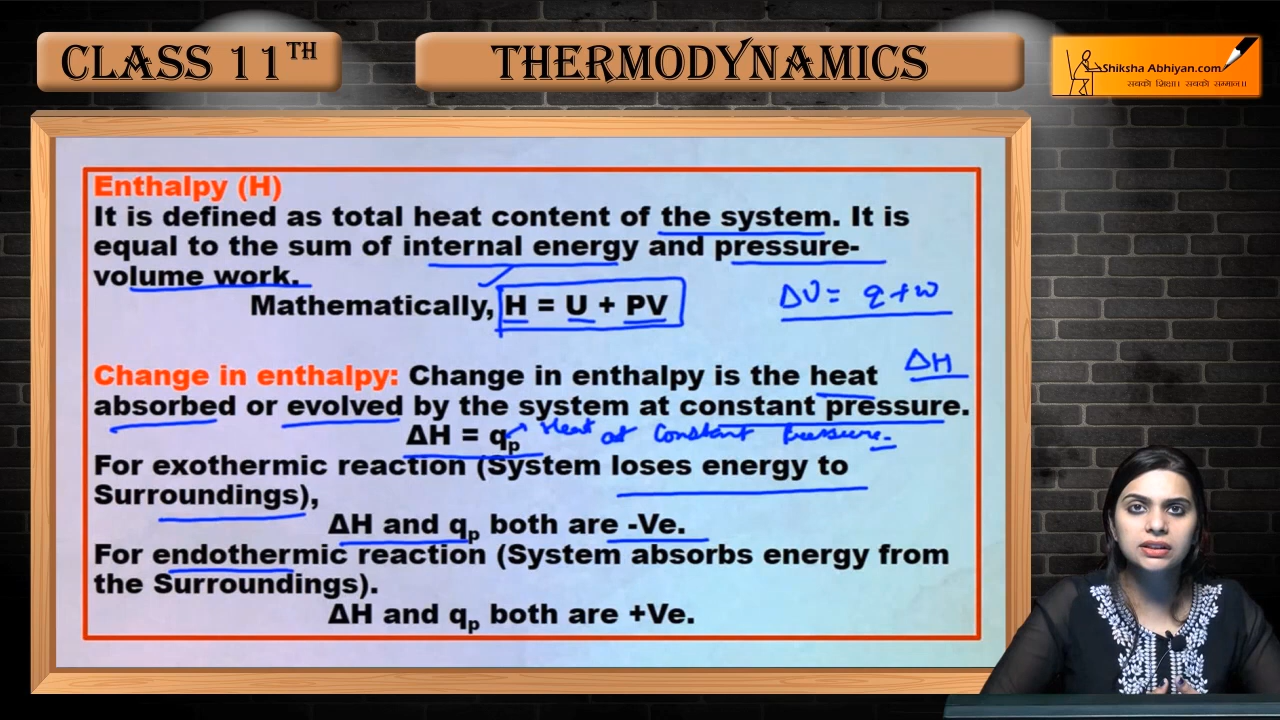 CLASS 11TH
THERMODYNAMICS
Shiksha Abhiyan.com
सबको शिक्षा। सबको सम्मान।।
Enthalpy (H)
It is defined as total heat content of the system. It is
equal to the sum of internal energy and pressure-
volume work.
Mathematically, H = U + PV
ΔU = q + w
Change in enthalpy: Change in enthalpy is the heat
ΔH
absorbed or evolved by the system at constant pressure.
ΔH = qp Heat at Constant Pressure.
For exothermic reaction (System loses energy to
Surroundings),
ΔH and qp both are -Ve.
For endothermic reaction (System absorbs energy from
the Surroundings).
ΔH and qp both are +Ve.